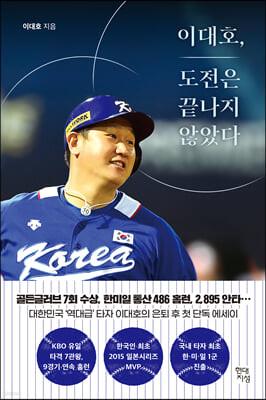 이대호 지음
이대호,
도전은
끝나지
않았다
K
YORK
Korea
골든글러브 7회 수상, 한미일 통산 486 홈런, 2,895 안타…
대한민국 '역대급' 타자 이대호의 은퇴 후 첫 단독 에세이
KBO 유일
타격 7관왕,
9경기 연속 홈런
한국인 최초
2015 일본시리즈
MVP
국내 타자 최초
한·미·일 1군
진출
현대
지성